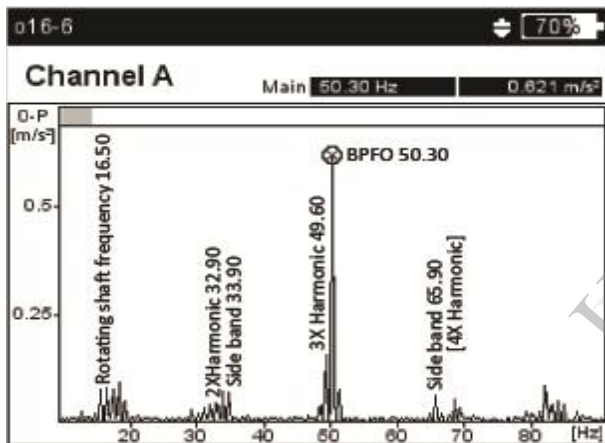 o16-6
70%
Channel A
Main 50.30 Hz 0.621 m/s²
0-P
[m/s²]
0.5
0.25
Rotating shaft frequency 16.50
2XHarmonic 32.90
Side band 33.90
3X Harmonic 49.60
BPFO 50.30
Side band 65.90
[4X Harmonic]
20 30 40 50 60 70 80 [Hz]